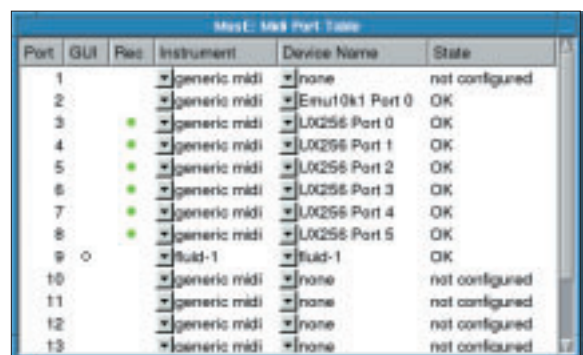 MusE: Midi Port Table
Port GUI Rec Instrument Device Name State
1 generic midi none not configured
2 generic midi Emu10k1 Port 0 OK
3 generic midi UX256 Port 0 OK
4 generic midi UX256 Port 1 OK
5 generic midi UX256 Port 2 OK
6 generic midi UX256 Port 3 OK
7 generic midi UX256 Port 4 OK
8 generic midi UX256 Port 5 OK
9 fluid-1 fluid-1 OK
10 generic midi none not configured
11 generic midi none not configured
12 generic midi none not configured
13 generic midi none not configured